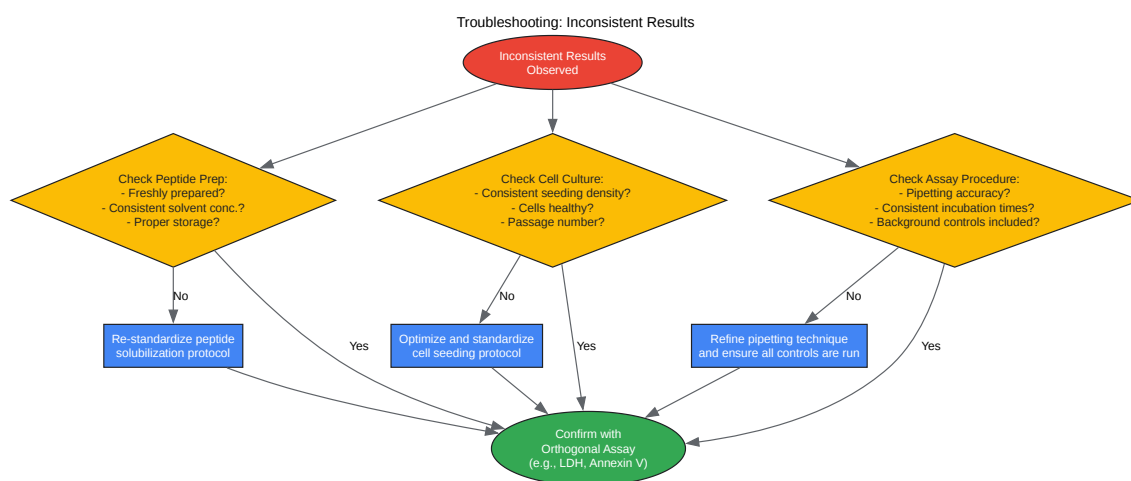 Troubleshooting: Inconsistent Results
Inconsistent Results
Observed
Check Peptide Prep:
- Freshly prepared?
- Consistent solvent conc.?
- Proper storage?
Check Cell Culture:
- Consistent seeding density?
- Cells healthy?
- Passage number?
Check Assay Procedure:
- Pipetting accuracy?
- Consistent incubation times?
- Background controls included?
No
No
No
Re-standardize peptide
solubilization protocol
Yes
Optimize and standardize
cell seeding protocol
Yes
Refine pipetting technique
and ensure all controls are run
Yes
Confirm with
Orthogonal Assay
(e.g., LDH, Annexin V)